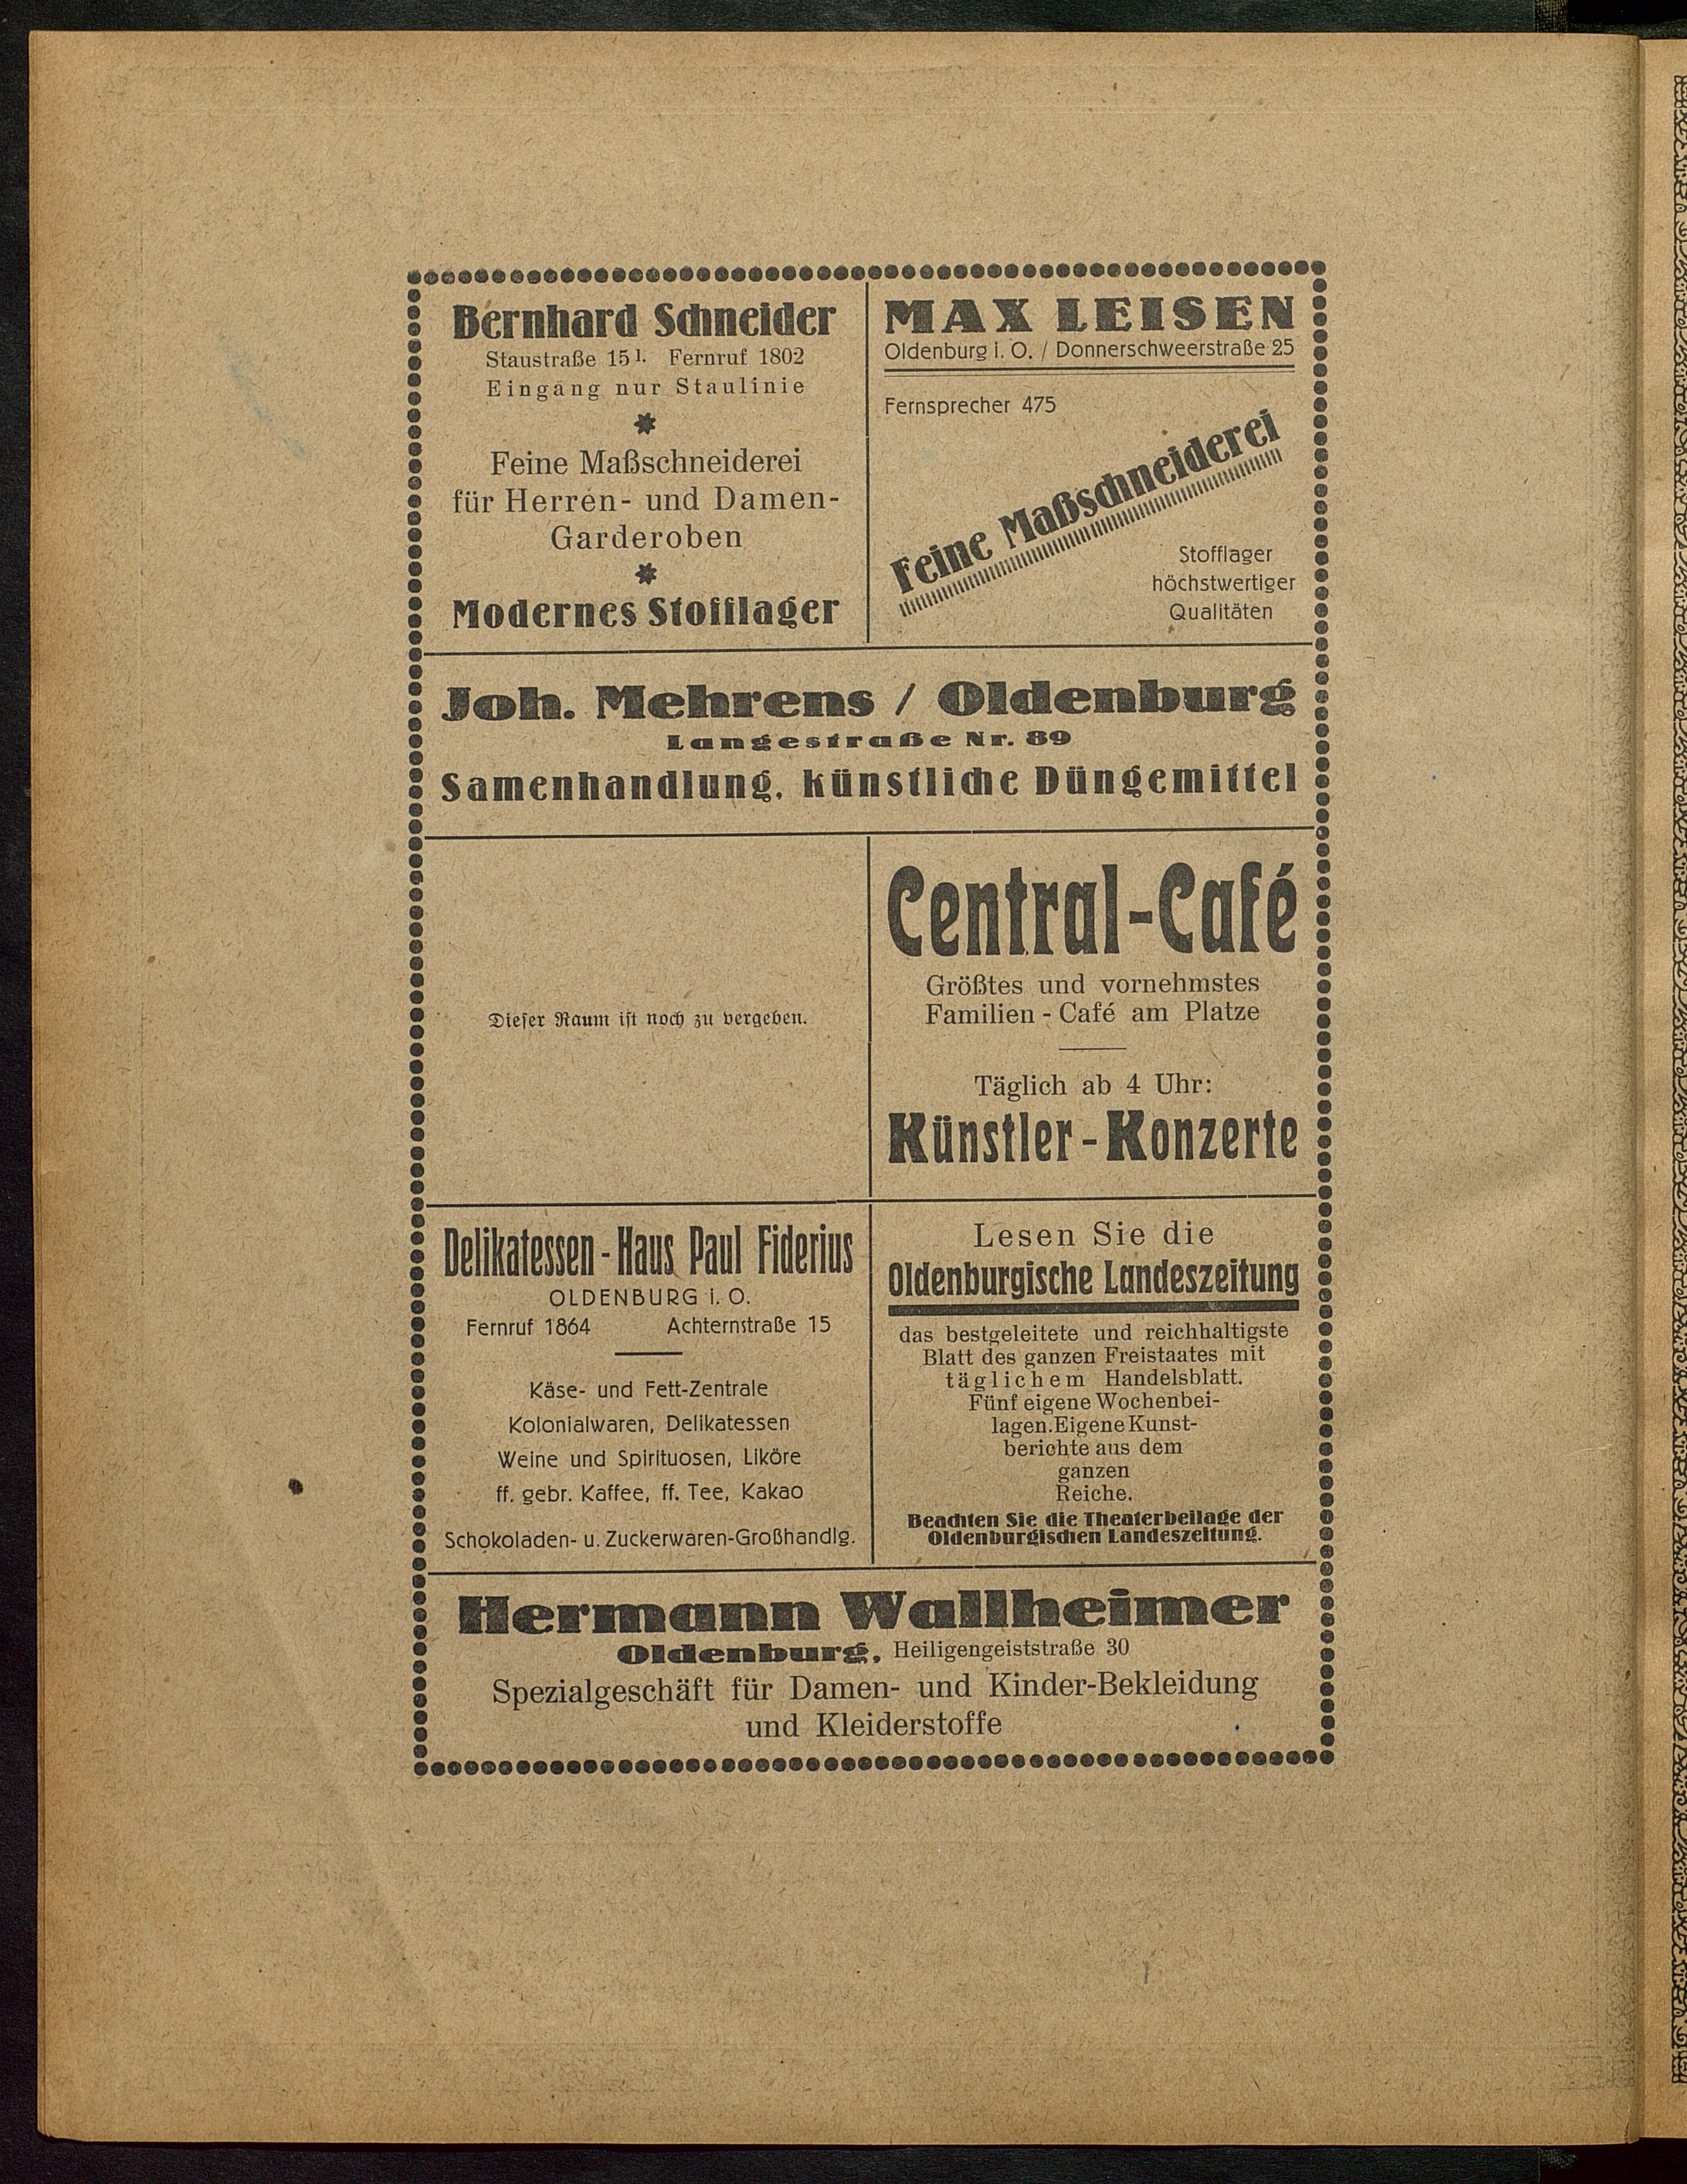 Bernhard Schneider
Staustraße 15 I. Fernruf 1802
Eingang nur Staulinie
Feine Maßschneiderei
für Herren- und Damen-
Garderoben
Modernes Stofflager
MAX LEISEN
Oldenburg i. O. / Donnerschweerstraße 25
Fernsprecher 475
Feine Maßschneiderei
Stofflager
höchstwertiger
Qualitäten
Joh. Mehrens / Oldenburg
Langestraße Nr. 89
Samenhandlung, künstliche Düngemittel
Dieser Raum ist noch zu vergeben.
Central-Café
Größtes und vornehmstes
Familien-Café am Platze
Täglich ab 4 Uhr:
Künstler-Konzerte
Delikatessen-Haus Paul Fiderius
OLDENBURG i. O.
Fernruf 1864 Achternstraße 15
Käse- und Fett-Zentrale
Kolonialwaren, Delikatessen
Weine und Spirituosen, Liköre
ff. gebr. Kaffee, ff. Tee, Kakao
Schokoladen- u. Zuckerwaren-Großhandlg.
Lesen Sie die
Oldenburgische Landeszeitung
das bestgeleitete und reichhaltigste
Blatt des ganzen Freistaates mit
täglichem Handelsblatt.
Fünf eigene Wochenbei-
lagen. Eigene Kunst-
berichte aus dem
ganzen
Reiche.
Beachten Sie die Theaterbeilage der
Oldenburgischen Landeszeitung.
Hermann Wallheimer
Oldenburg, Heiligengeiststraße 30
Spezialgeschäft für Damen- und Kinder-Bekleidung
und Kleiderstoffe